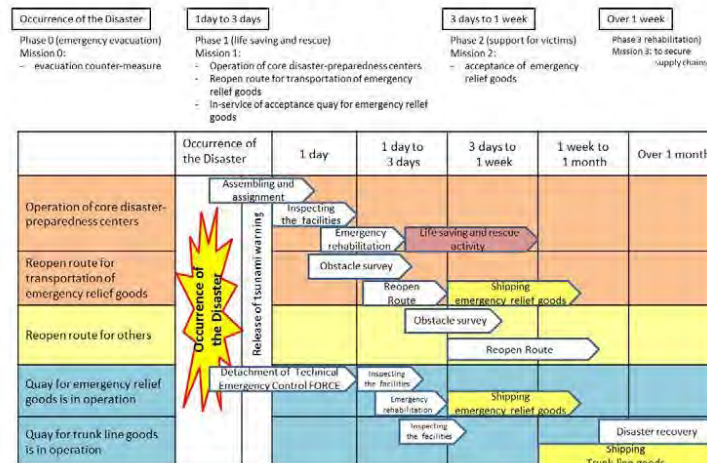 Occurrence of the Disaster
Phase 0 (emergency evacuation)
Mission 0:
- evacuation counter-measure
1day to 3 days
Phase 1 (life saving and rescue)
Mission 1:
- Operation of core disaster-preparedness centers
- Reopen route for transportation of emergency
relief goods
- In-service of acceptance quay for emergency relief
goods
3 days to 1 week
Phase 2 (support for victims)
Mission 2:
- acceptance of emergency
relief goods
Over 1 week
Phase 3 rehabilitation)
Mission 3: to secure
supply chains
Occurrence of
the Disaster
1 day
1 day to
3 days
3 days to
1 week
1 week to
1 month
Over 1 month
Operation of core disaster-
preparedness centers
Assembling and
assignment
Inspecting
the facilities
Emergency
rehabilitation
Life saving and rescue
activity
Occurrence of
the Disaster
Release of tsunami warning
Reopen route for
transportation of
emergency relief goods
Obstacle survey
Reopen
Route
Shipping
emergency relief goods
Reopen route for others
Obstacle survey
Reopen Route
Quay for emergency relief
goods is in operation
Detachment of Technical
Emergency Control FORCE
Inspecting
the facilities
Emergency
rehabilitation
Shipping
emergency relief goods
Quay for trunk line goods
is in operation
Inspecting
the facilities
Disaster recovery
Shipping
Trunk line goods